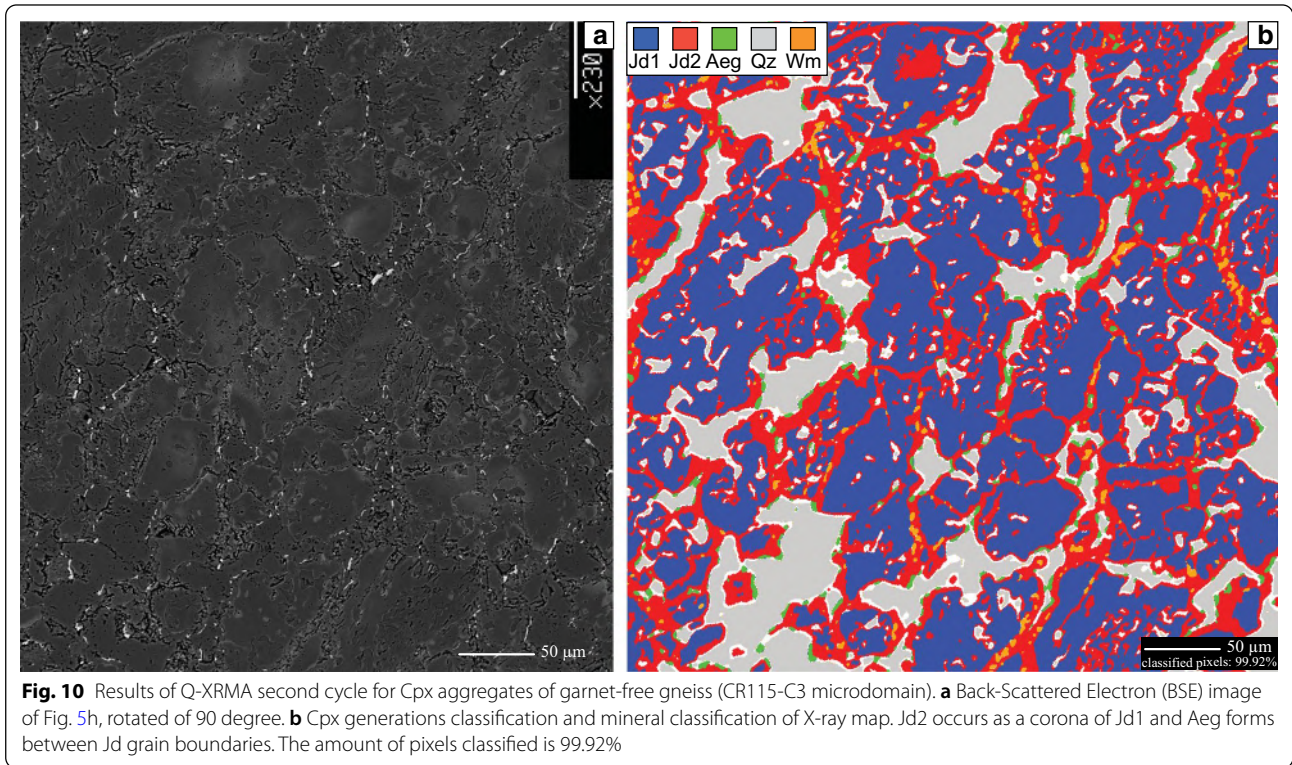 a
×230
50 µm
b
Jd1 Jd2 Aeg Qz Wm
50 µm
classified pixels: 99.92%
Fig. 10 Results of Q-XRMA second cycle for Cpx aggregates of garnet-free gneiss (CR115-C3 microdomain). a Back-Scattered Electron (BSE) image
of Fig. 5h, rotated of 90 degree. b Cpx generations classification and mineral classification of X-ray map. Jd2 occurs as a corona of Jd1 and Aeg forms
between Jd grain boundaries. The amount of pixels classified is 99.92%